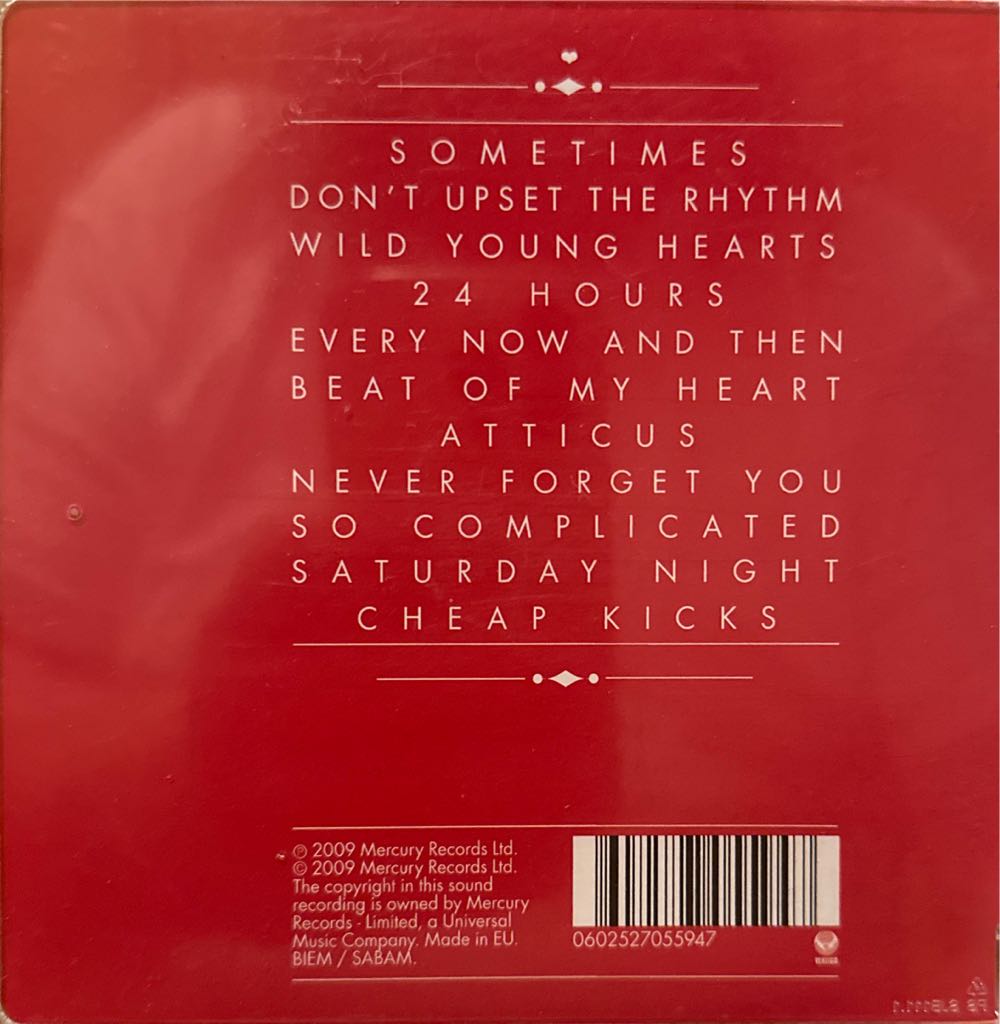 SOMETIMES
DON'T UPSET THE RHYTHM
WILD YOUNG HEARTS
24 HOURS
EVERY NOW AND THEN
BEAT OF MY HEART
ATTICUS
NEVER FORGET YOU
SO COMPLICATED
SATURDAY NIGHT
CHEAP KICKS
℗ 2009 Mercury Records Ltd.
© 2009 Mercury Records Ltd.
The copyright in this sound
recording is owned by Mercury
Records - Limited, a Universal
Music Company. Made in EU.
BIEM / SABAM.
0602527055947